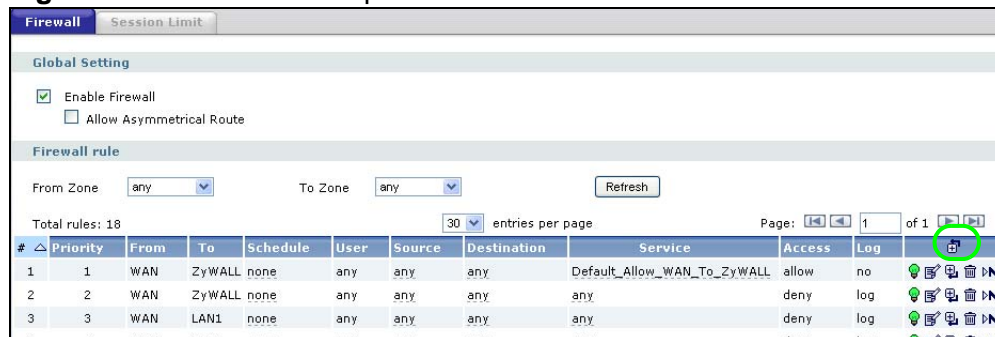 Firewall Session Limit
Global Setting
Enable Firewall
Allow Asymmetrical Route
Firewall rule
From Zone any To Zone any Refresh
Total rules: 18 30 entries per page Page: 1 of 1
# Priority From To Schedule User Source Destination Service Access Log
1 1 WAN ZyWALL none any any any Default_Allow_WAN_To_ZyWALL allow no
2 2 WAN ZyWALL none any any any any deny log
3 3 WAN LAN1 none any any any any deny log